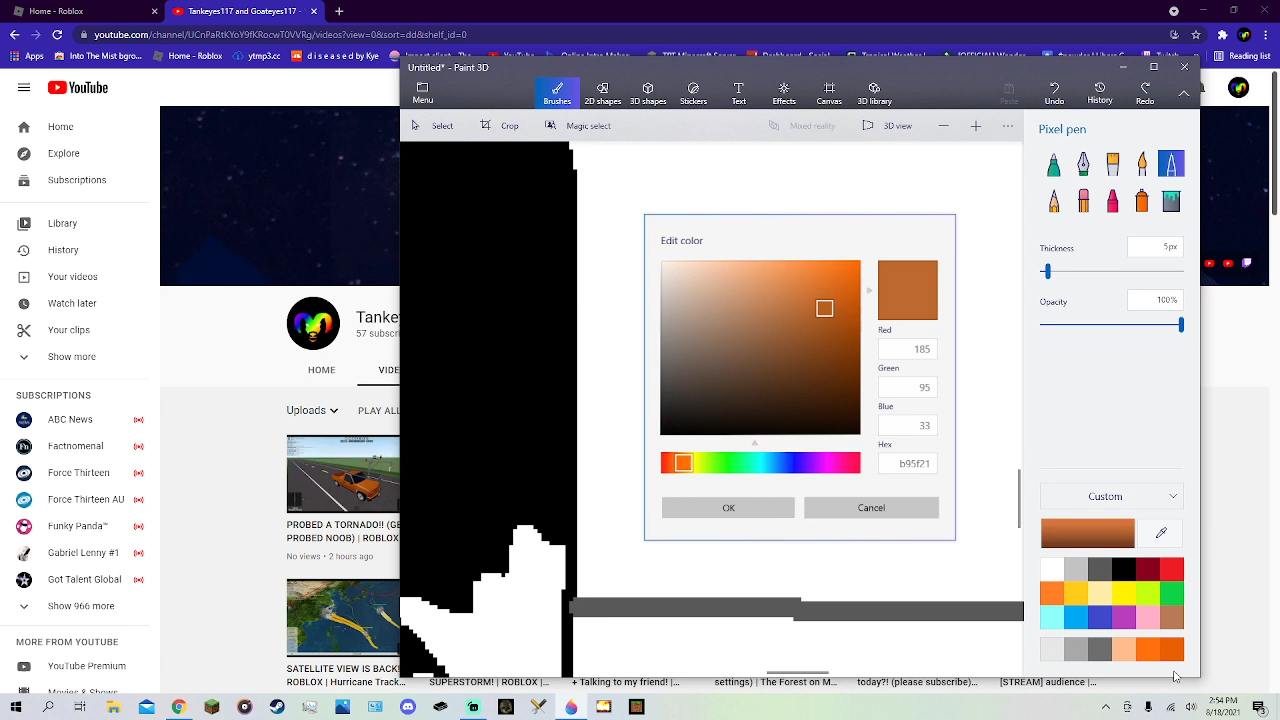 Home - Roblox
Tankeyes117 and Goateyes117 -
youtube.com/channel/UCnPaRtKYoY9fKRocwT0VVRg/videos?view=0&sort=dd&flow=grid&shelf_id=0
Apps
Into The Mist
ytmp3.cc
d i s e a s e d by Kye
Untitled* - Paint 3D
Menu
Brushes
2D shapes
3D shapes
Stickers
Text
Effects
Canvas
3D library
Paste
Undo
History
Redo
Select
Crop
Magic select
Mixed reality
3D view
YouTube
Home
Explore
Subscriptions
Library
History
Your videos
Watch later
Your clips
Show more
SUBSCRIPTIONS
ABC News
Factnomenal
Force Thirteen
Force Thirteen AU
Funky Panda™
Gabriel Lenny #1
Got Talent Global
Show 966 more
MORE FROM YOUTUBE
YouTube Premium
Movies & Shows
57 subscri
HOME
VIDE
Uploads
PLAY ALL
PROBED A TORNADO!! (GE
PROBED NOOB) | ROBLOX
No views • 2 hours ago
SATELLITE VIEW IS BACK!
ROBLOX | Hurricane Track...
SUPERSTORM! | ROBLOX |...
+ Talking to my friend! |...
settings) | The Forest on M...
today?! (please subscribe)...
[STREAM] audience |...
Edit color
Red
185
Green
95
Blue
33
Hex
b95f21
OK
Cancel
Pixel pen
Thickness
5px
Opacity
100%
Custom
Reading list
2:54 PM
8/18/2021